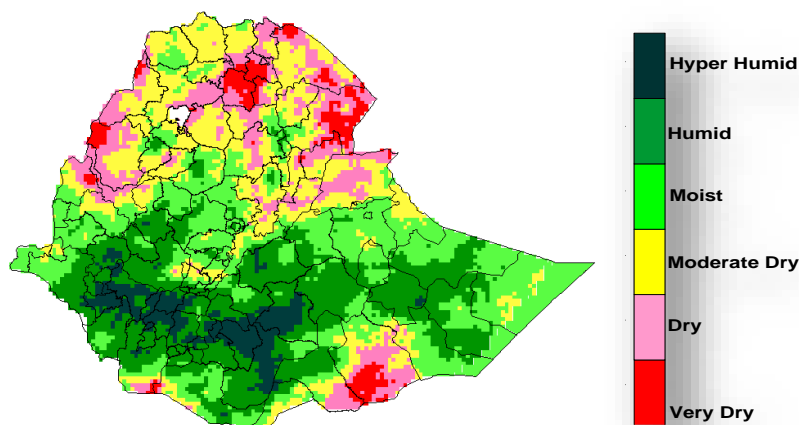 Hyper Humid
Humid
Moist
Moderate Dry
Dry
Very Dry